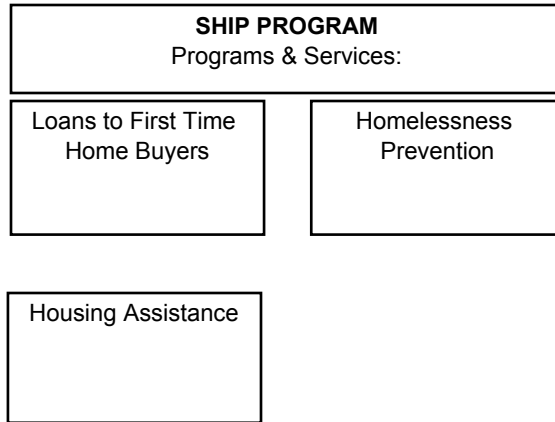 SHIP PROGRAM
Programs & Services:
Loans to First Time
Home Buyers
Homelessness
Prevention
Housing Assistance